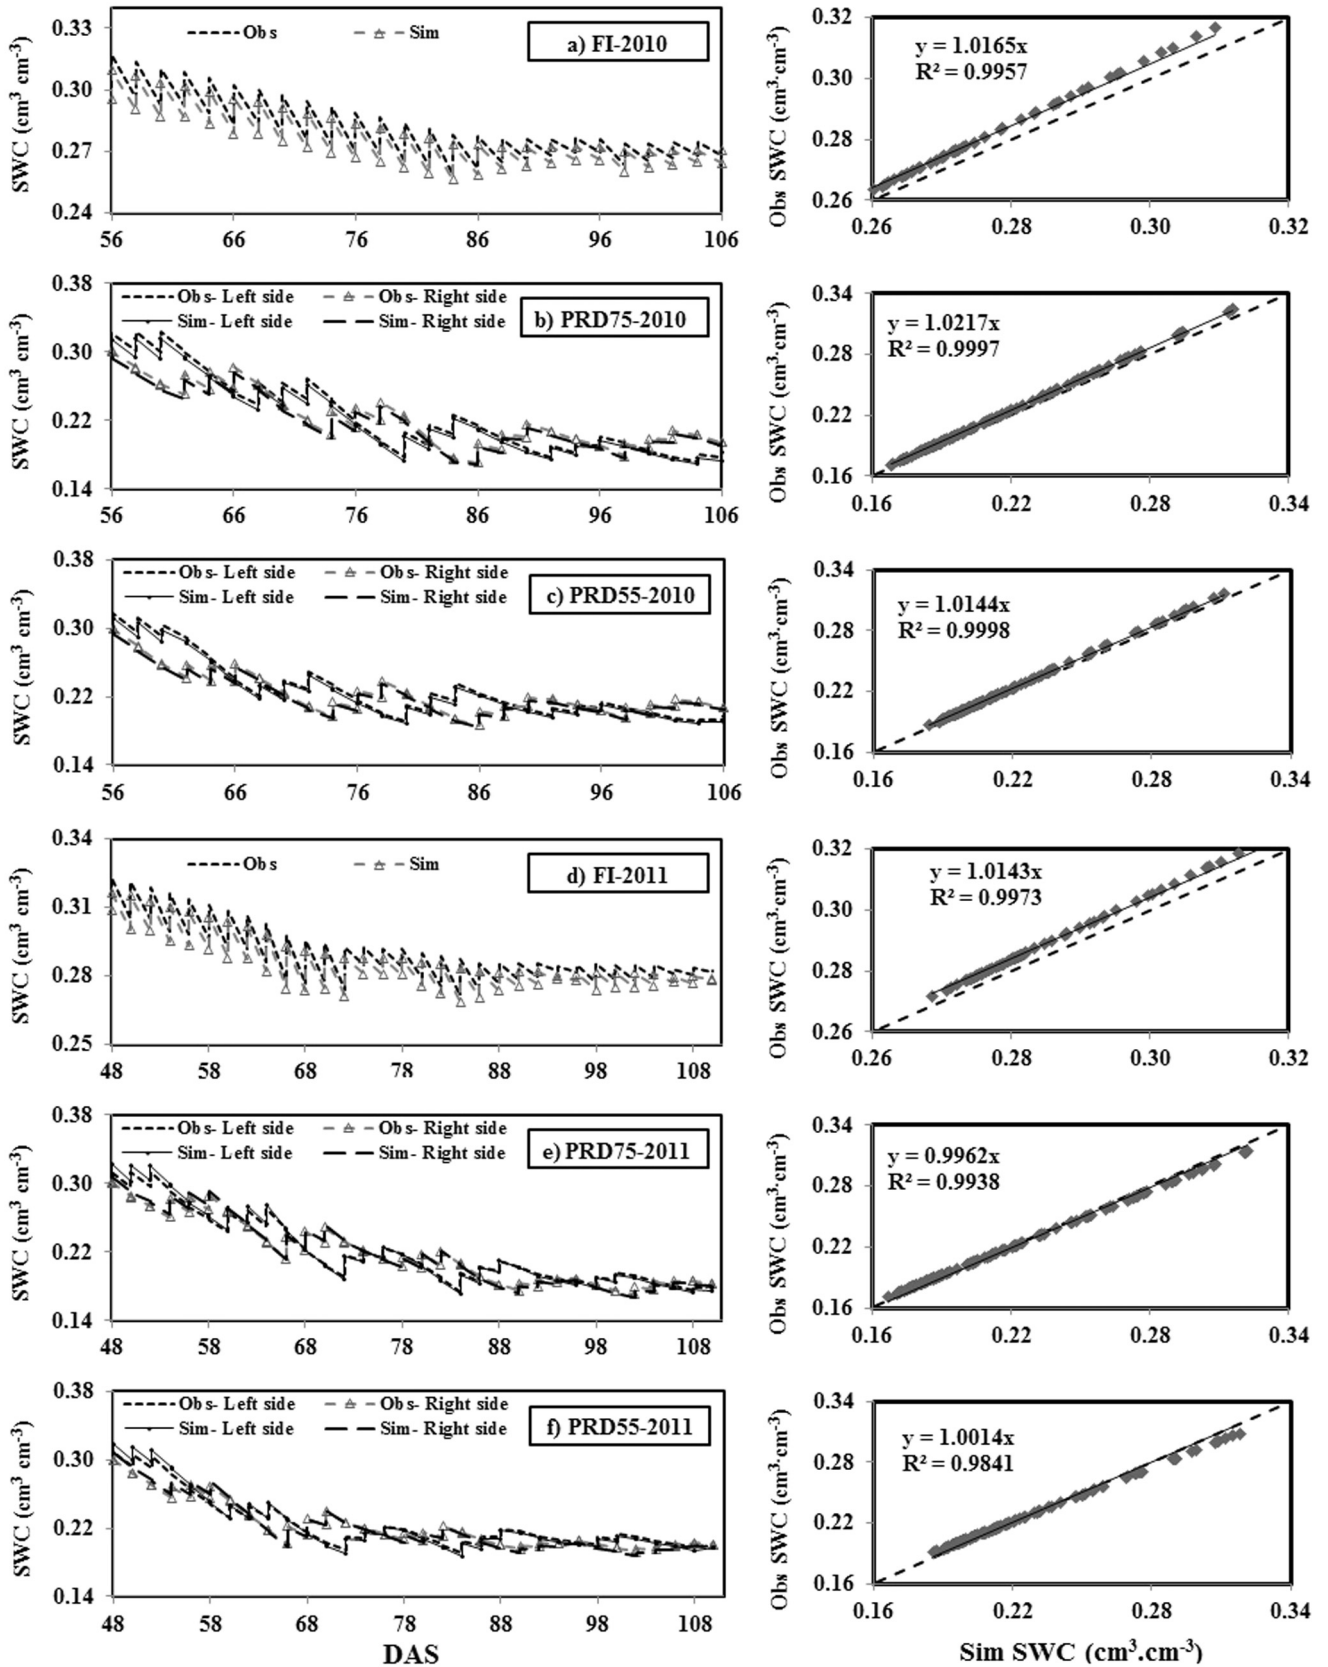 SWC (cm³ cm⁻³)
0.33
0.30
0.27
0.24
Obs
Sim
a) FI-2010
56 66 76 86 96 106
Obs SWC (cm³·cm⁻³)
0.32
0.30
0.28
0.26
y = 1.0165x
R² = 0.9957
0.26 0.28 0.30 0.32
SWC (cm³ cm⁻³)
0.38
0.30
0.22
0.14
Obs- Left side Obs- Right side
Sim- Left side Sim- Right side
b) PRD75-2010
56 66 76 86 96 106
Obs SWC (cm³·cm⁻³)
0.34
0.28
0.22
0.16
y = 1.0217x
R² = 0.9997
0.16 0.22 0.28 0.34
SWC (cm³ cm⁻³)
0.38
0.30
0.22
0.14
Obs- Left side Obs- Right side
Sim- Left side Sim- Right side
c) PRD55-2010
56 66 76 86 96 106
Obs SWC (cm³·cm⁻³)
0.34
0.28
0.22
0.16
y = 1.0144x
R² = 0.9998
0.16 0.22 0.28 0.34
SWC (cm³ cm⁻³)
0.34
0.31
0.28
0.25
Obs
Sim
d) FI-2011
48 58 68 78 88 98 108
Obs SWC (cm³·cm⁻³)
0.32
0.30
0.28
0.26
y = 1.0143x
R² = 0.9973
0.26 0.28 0.30 0.32
SWC (cm³ cm⁻³)
0.38
0.30
0.22
0.14
Obs- Left side Obs- Right side
Sim- Left side Sim- Right side
e) PRD75-2011
48 58 68 78 88 98 108
Obs SWC (cm³·cm⁻³)
0.34
0.28
0.22
0.16
y = 0.9962x
R² = 0.9938
0.16 0.22 0.28 0.34
SWC (cm³ cm⁻³)
0.38
0.30
0.22
0.14
Obs- Left side Obs- Right side
Sim- Left side Sim- Right side
f) PRD55-2011
48 58 68 78 88 98 108
DAS
Obs SWC (cm³·cm⁻³)
0.34
0.28
0.22
0.16
y = 1.0014x
R² = 0.9841
0.16 0.22 0.28 0.34
Sim SWC (cm³.cm⁻³)